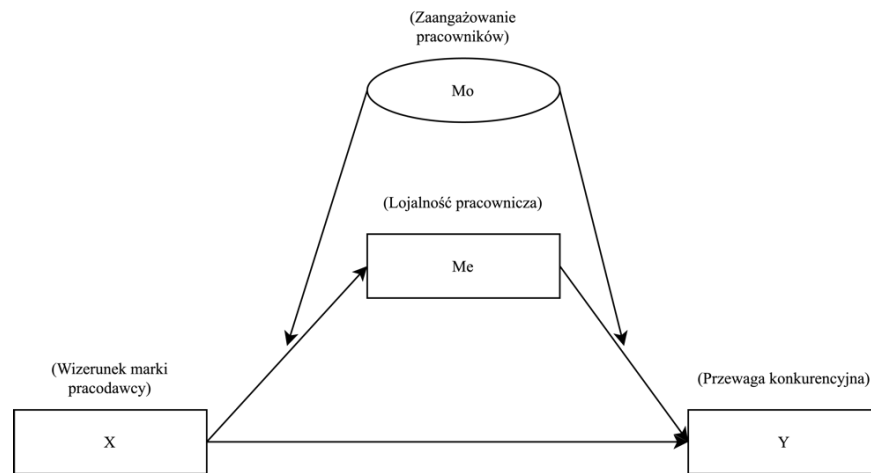 (Zaangażowanie
pracowników)
Mo
(Lojalność pracownicza)
Me
(Wizerunek marki
pracodawcy)
X
(Przewaga konkurencyjna)
Y